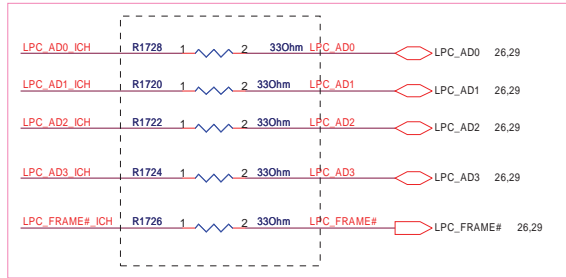 LPC_AD0_ICH R1728 1 2 33Ohm LPC_AD0 LPC_AD0 26,29
LPC_AD1_ICH R1720 1 2 33Ohm LPC_AD1 LPC_AD1 26,29
LPC_AD2_ICH R1722 1 2 33Ohm LPC_AD2 LPC_AD2 26,29
LPC_AD3_ICH R1724 1 2 33Ohm LPC_AD3 LPC_AD3 26,29
LPC_FRAME#_ICH R1726 1 2 33Ohm LPC_FRAME# LPC_FRAME# 26,29